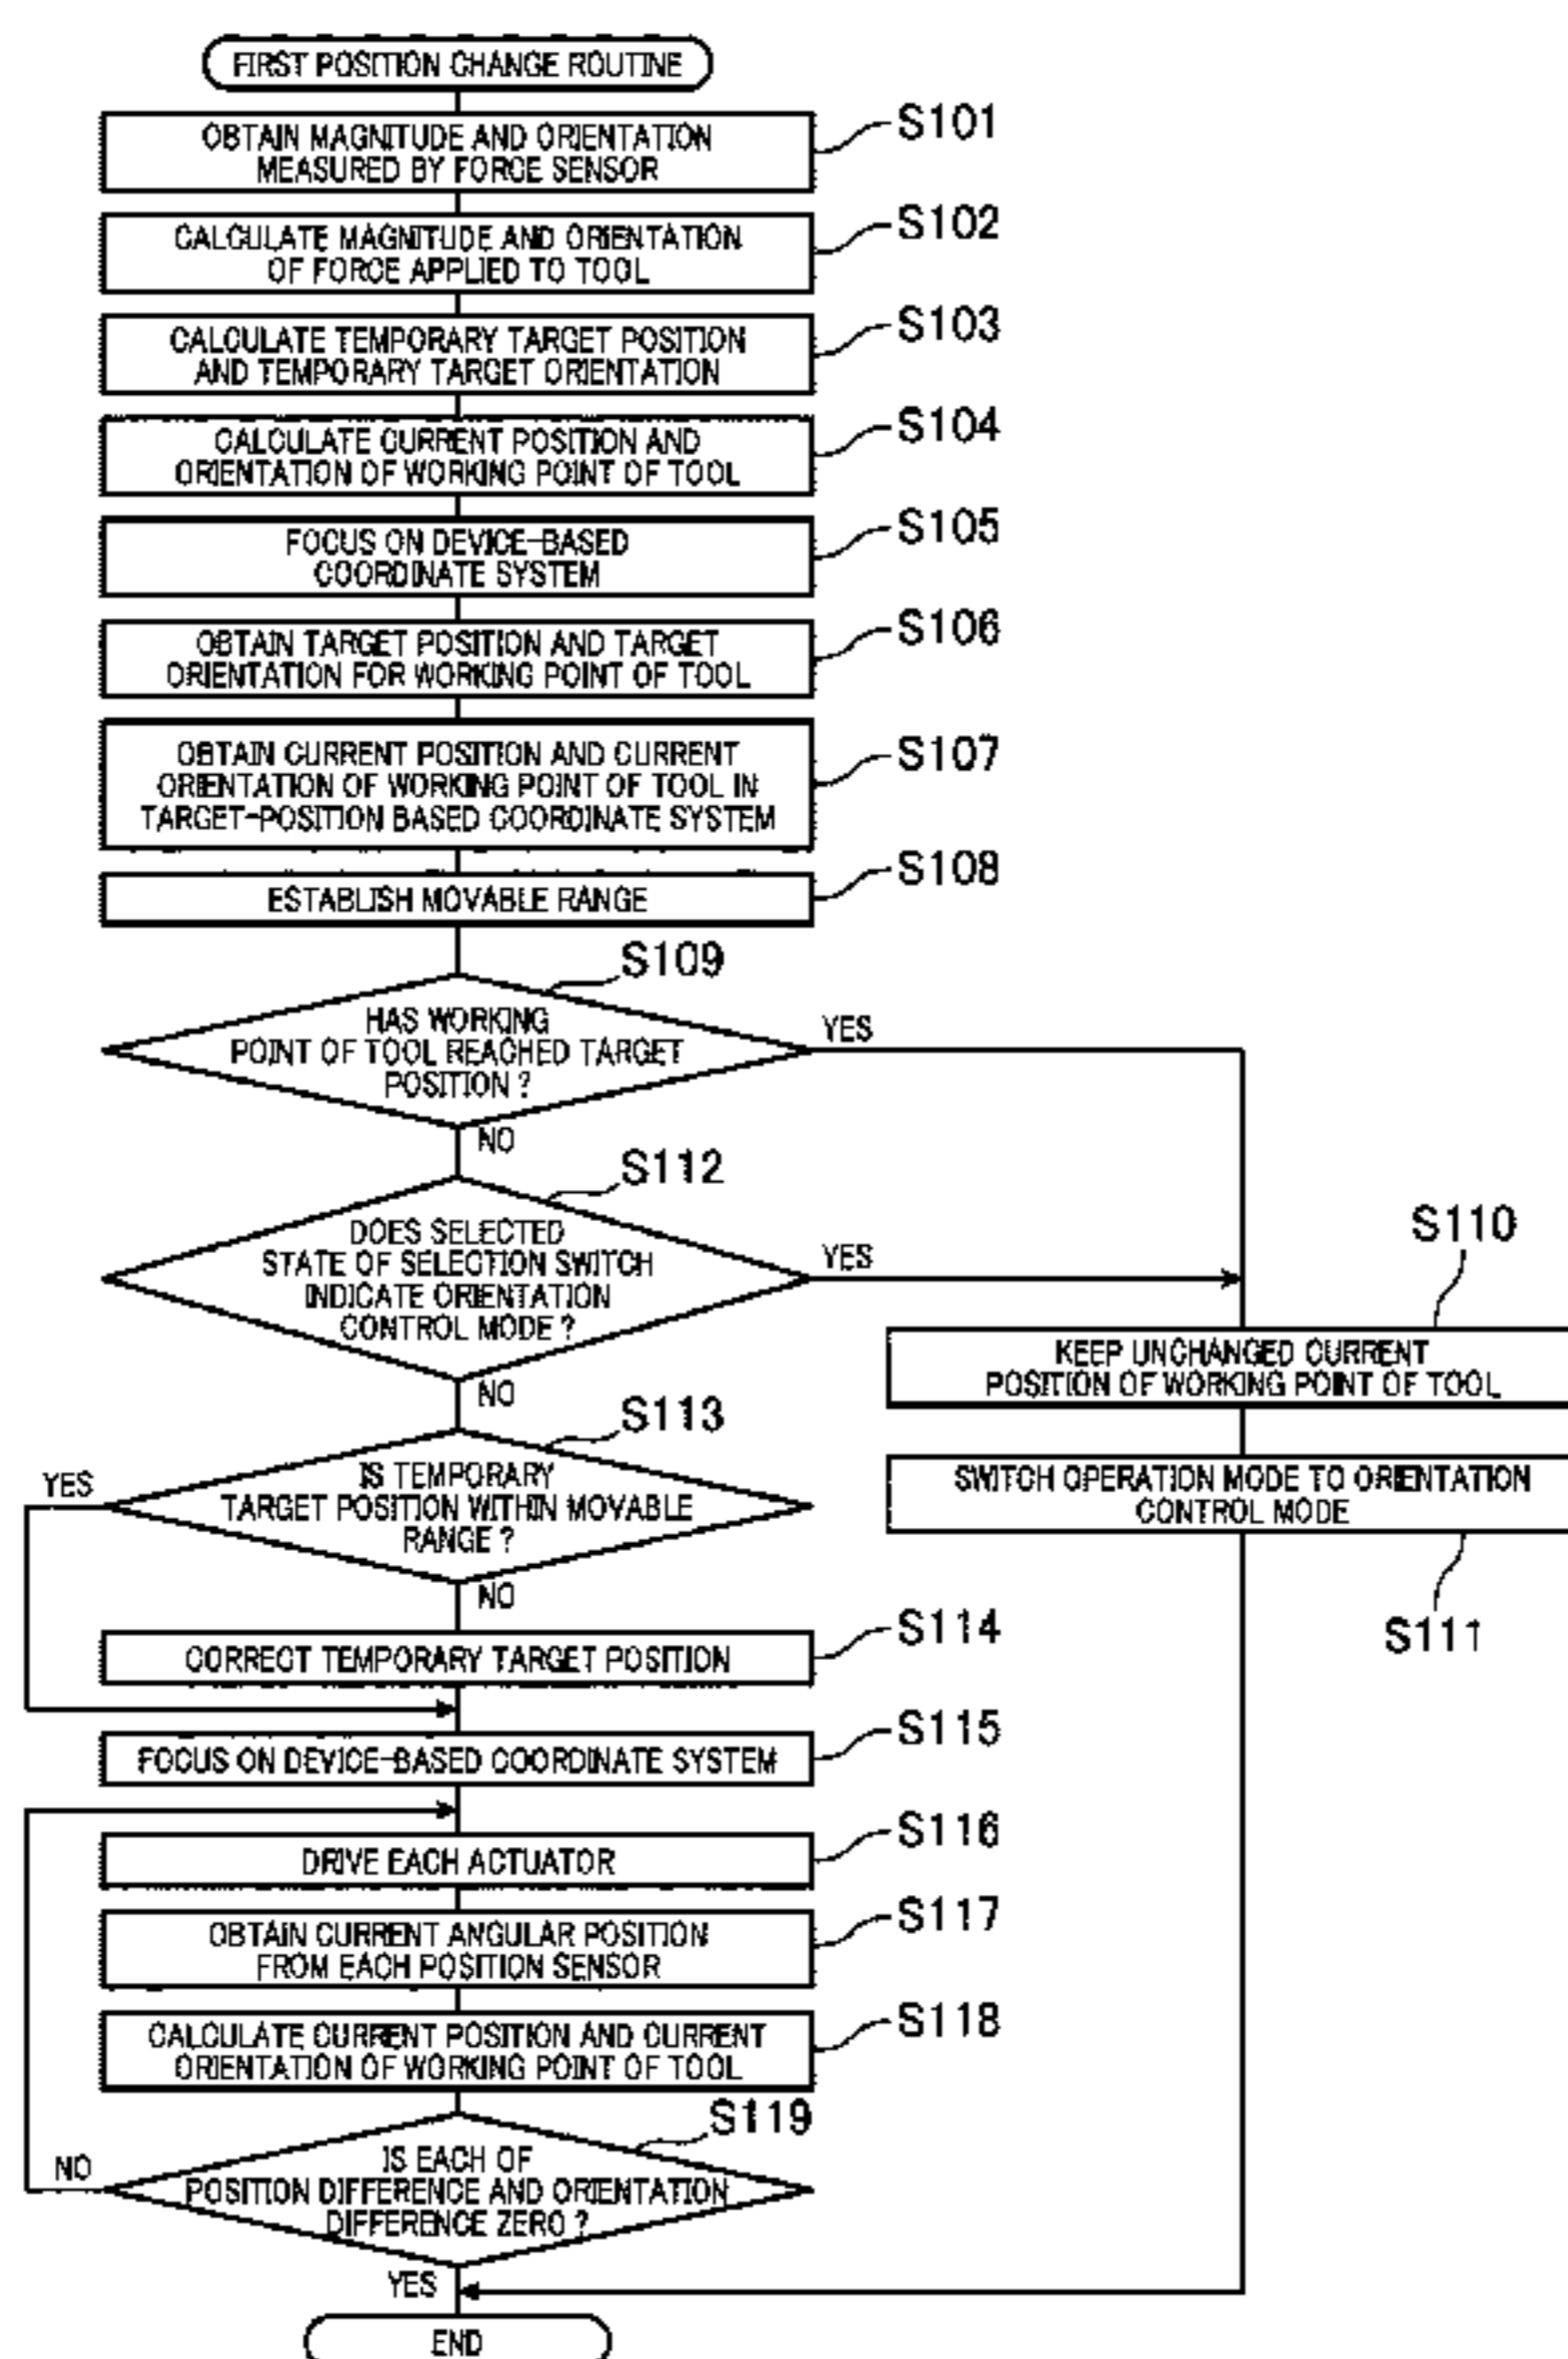 FIRST POSITION CHANGE ROUTINE
OBTAIN MAGNITUDE AND ORIENTATION
MEASURED BY FORCE SENSOR
S101
CALCULATE MAGNITUDE AND ORIENTATION
OF FORCE APPLIED TO TOOL
S102
CALCULATE TEMPORARY TARGET POSITION
AND TEMPORARY TARGET ORIENTATION
S103
CALCULATE CURRENT POSITION AND
ORIENTATION OF WORKING POINT OF TOOL
S104
FOCUS ON DEVICE-BASED
COORDINATE SYSTEM
S105
OBTAIN TARGET POSITION AND TARGET
ORIENTATION FOR WORKING POINT OF TOOL
S106
OBTAIN CURRENT POSITION AND CURRENT
ORIENTATION OF WORKING POINT OF TOOL IN
TARGET-POSITION BASED COORDINATE SYSTEM
S107
ESTABLISH MOVABLE RANGE
S108
S109
HAS WORKING
POINT OF TOOL REACHED TARGET
POSITION ?
YES
NO
S112
DOES SELECTED
STATE OF SELECTION SWITCH
INDICATE ORIENTATION
CONTROL MODE ?
YES
NO
S110
KEEP UNCHANGED CURRENT
POSITION OF WORKING POINT OF TOOL
SWITCH OPERATION MODE TO ORIENTATION
CONTROL MODE
S111
S113
IS TEMPORARY
TARGET POSITION WITHIN MOVABLE
RANGE ?
YES
NO
CORRECT TEMPORARY TARGET POSITION
S114
FOCUS ON DEVICE-BASED COORDINATE SYSTEM
S115
DRIVE EACH ACTUATOR
S116
OBTAIN CURRENT ANGULAR POSITION
FROM EACH POSITION SENSOR
S117
CALCULATE CURRENT POSITION AND CURRENT
ORIENTATION OF WORKING POINT OF TOOL
S118
S119
IS EACH OF
POSITION DIFFERENCE AND ORIENTATION
DIFFERENCE ZERO ?
NO
YES
END